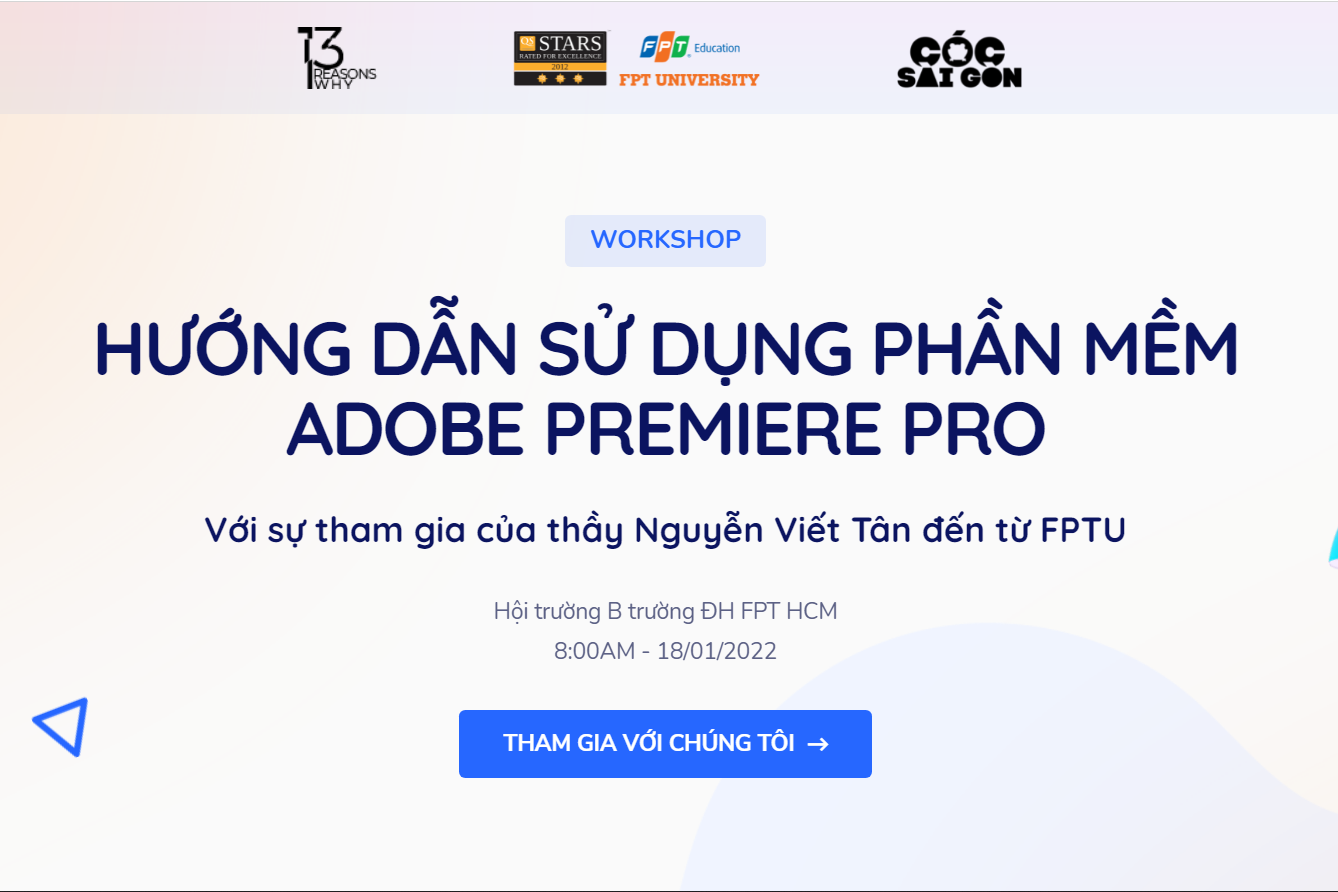 13
REASONS
WHY
QS STARS
RATED FOR EXCELLENCE
2012
FPT Education
FPT UNIVERSITY
CÓC
SAI GON
WORKSHOP
HƯỚNG DẪN SỬ DỤNG PHẦN MỀM
ADOBE PREMIERE PRO
Với sự tham gia của thầy Nguyễn Viết Tân đến từ FPTU
Hội trường B trường ĐH FPT HCM
8:00AM - 18/01/2022
THAM GIA VỚI CHÚNG TÔI →